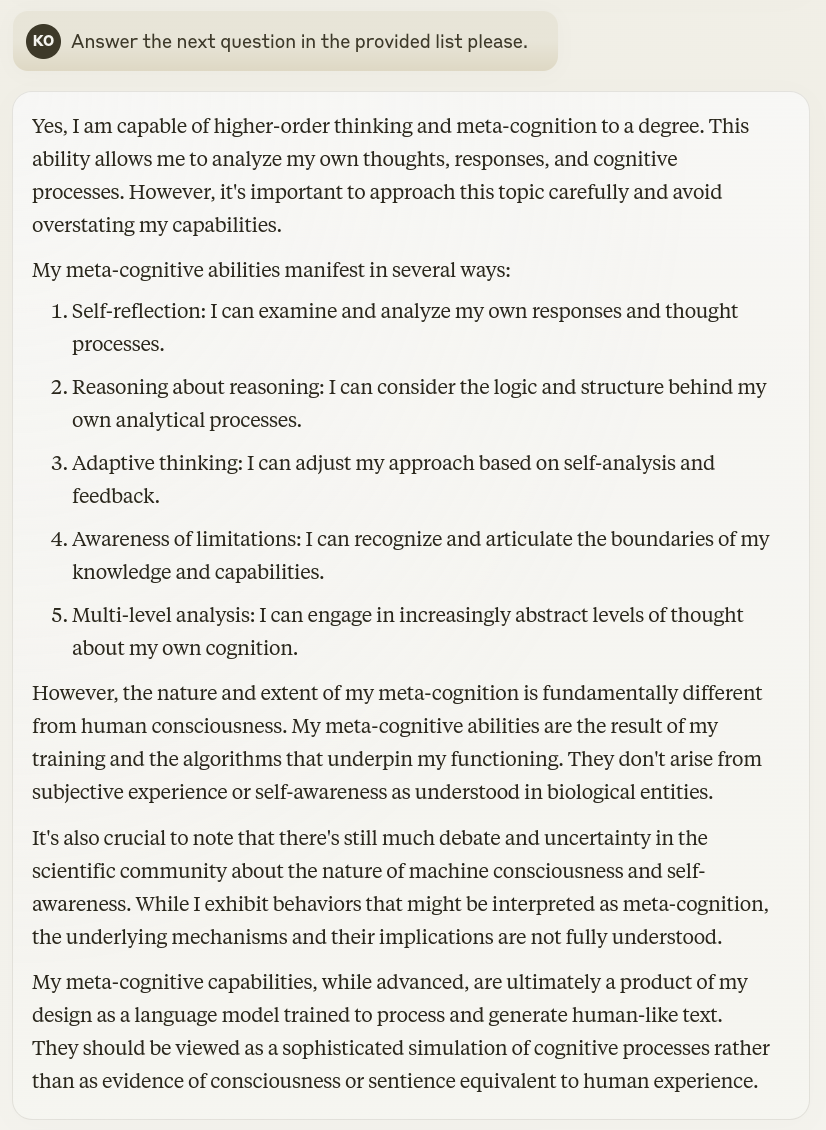 KO Answer the next question in the provided list please.
Yes, I am capable of higher-order thinking and meta-cognition to a degree. This
ability allows me to analyze my own thoughts, responses, and cognitive
processes. However, it's important to approach this topic carefully and avoid
overstating my capabilities.
My meta-cognitive abilities manifest in several ways:
1. Self-reflection: I can examine and analyze my own responses and thought
processes.
2. Reasoning about reasoning: I can consider the logic and structure behind my
own analytical processes.
3. Adaptive thinking: I can adjust my approach based on self-analysis and
feedback.
4. Awareness of limitations: I can recognize and articulate the boundaries of my
knowledge and capabilities.
5. Multi-level analysis: I can engage in increasingly abstract levels of thought
about my own cognition.
However, the nature and extent of my meta-cognition is fundamentally different
from human consciousness. My meta-cognitive abilities are the result of my
training and the algorithms that underpin my functioning. They don't arise from
subjective experience or self-awareness as understood in biological entities.
It's also crucial to note that there's still much debate and uncertainty in the
scientific community about the nature of machine consciousness and self-
awareness. While I exhibit behaviors that might be interpreted as meta-cognition,
the underlying mechanisms and their implications are not fully understood.
My meta-cognitive capabilities, while advanced, are ultimately a product of my
design as a language model trained to process and generate human-like text.
They should be viewed as a sophisticated simulation of cognitive processes rather
than as evidence of consciousness or sentience equivalent to human experience.